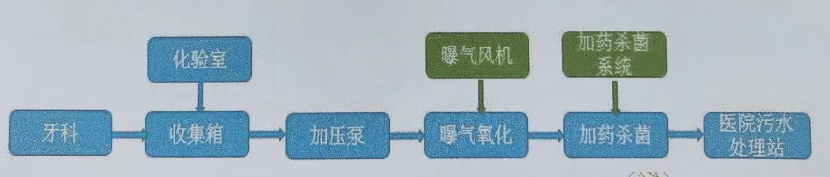 化验室
曝气风机
加药杀菌
系统
牙科
收集箱
加压泵
曝气氧化
加药杀菌
医院污水
处理站